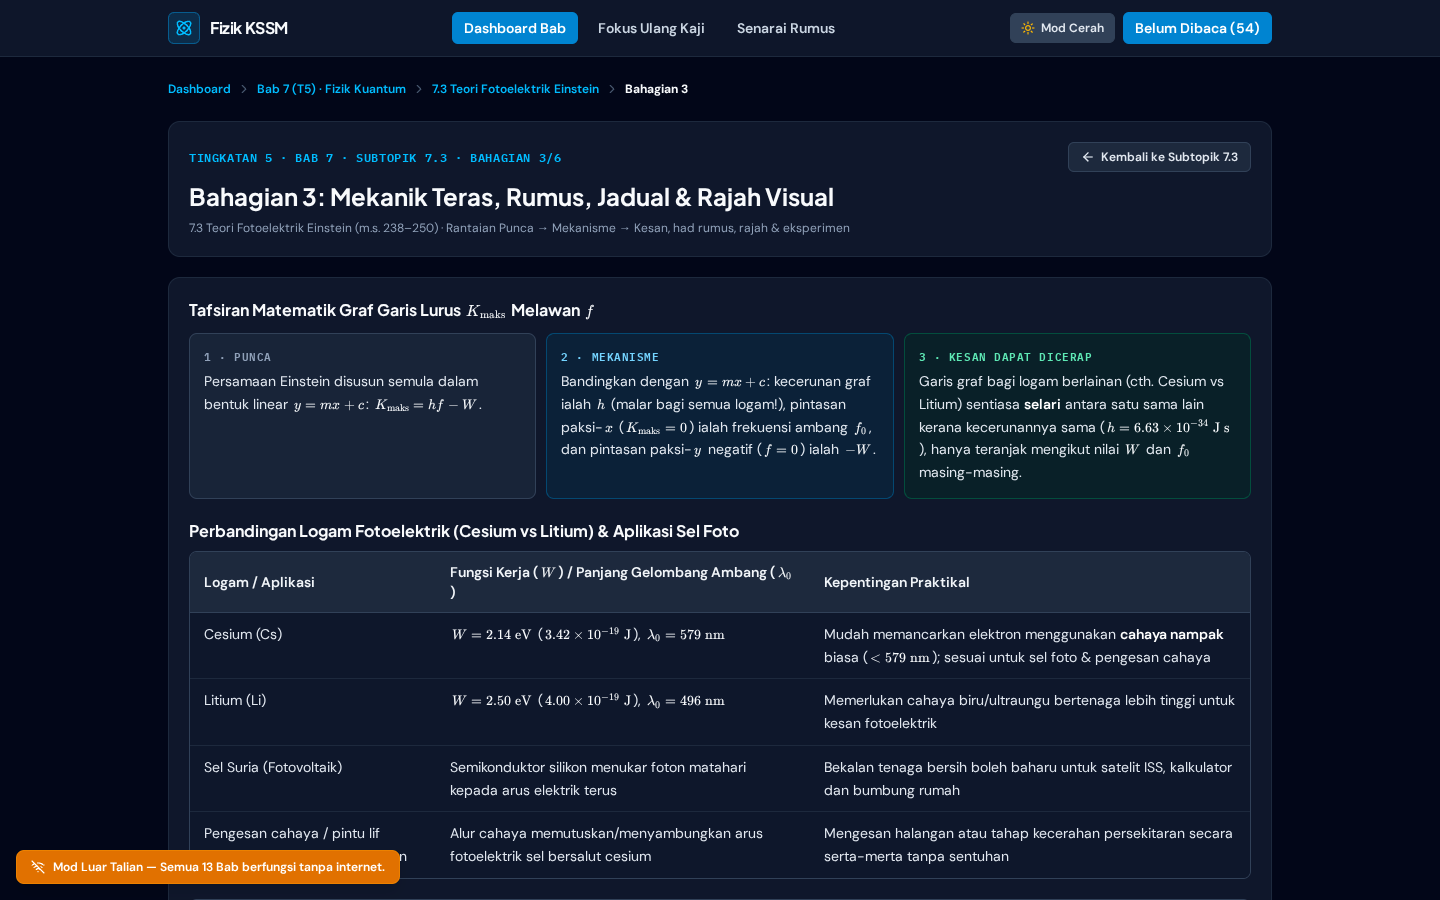 Fizik KSSM
Dashboard Bab
Fokus Ulang Kaji
Senarai Rumus
Mod Cerah
Belum Dibaca (54)
Dashboard > Bab 7 (T5) · Fizik Kuantum > 7.3 Teori Fotoelektrik Einstein > Bahagian 3
TINGKATAN 5 · BAB 7 · SUBTOPIK 7.3 · BAHAGIAN 3/6
← Kembali ke Subtopik 7.3
Bahagian 3: Mekanik Teras, Rumus, Jadual & Rajah Visual
7.3 Teori Fotoelektrik Einstein (m.s. 238–250) · Rantaian Punca → Mekanisme → Kesan, had rumus, rajah & eksperimen
Tafsiran Matematik Graf Garis Lurus K_maks Melawan f
1 · PUNCA
Persamaan Einstein disusun semula dalam
bentuk linear y = mx + c: K_maks = hf − W.
2 · MEKANISME
Bandingkan dengan y = mx + c: kecerunan graf
ialah h (malar bagi semua logam!), pintasan
paksi-x (K_maks = 0) ialah frekuensi ambang f₀,
dan pintasan paksi-y negatif (f = 0) ialah −W.
3 · KESAN DAPAT DICERAP
Garis graf bagi logam berlainan (cth. Cesium vs
Litium) sentiasa selari antara satu sama lain
kerana kecerunannya sama (h = 6.63 × 10⁻³⁴ J s
), hanya teranjak mengikut nilai W dan f₀
masing-masing.
Perbandingan Logam Fotoelektrik (Cesium vs Litium) & Aplikasi Sel Foto
Logam / Aplikasi
Fungsi Kerja (W) / Panjang Gelombang Ambang (λ₀
)
Kepentingan Praktikal
Cesium (Cs)
W = 2.14 eV (3.42 × 10⁻¹⁹ J), λ₀ = 579 nm
Mudah memancarkan elektron menggunakan cahaya nampak
biasa (< 579 nm); sesuai untuk sel foto & pengesan cahaya
Litium (Li)
W = 2.50 eV (4.00 × 10⁻¹⁹ J), λ₀ = 496 nm
Memerlukan cahaya biru/ultraungu bertenaga lebih tinggi untuk
kesan fotoelektrik
Sel Suria (Fotovoltaik)
Semikonduktor silikon menukar foton matahari
kepada arus elektrik terus
Bekalan tenaga bersih boleh baharu untuk satelit ISS, kalkulator
dan bumbung rumah
Pengesan cahaya / pintu lif
n
Alur cahaya memutuskan/menyambungkan arus
fotoelektrik sel bersalut cesium
Mengesan halangan atau tahap kecerahan persekitaran secara
serta-merta tanpa sentuhan
Mod Luar Talian — Semua 13 Bab berfungsi tanpa internet.